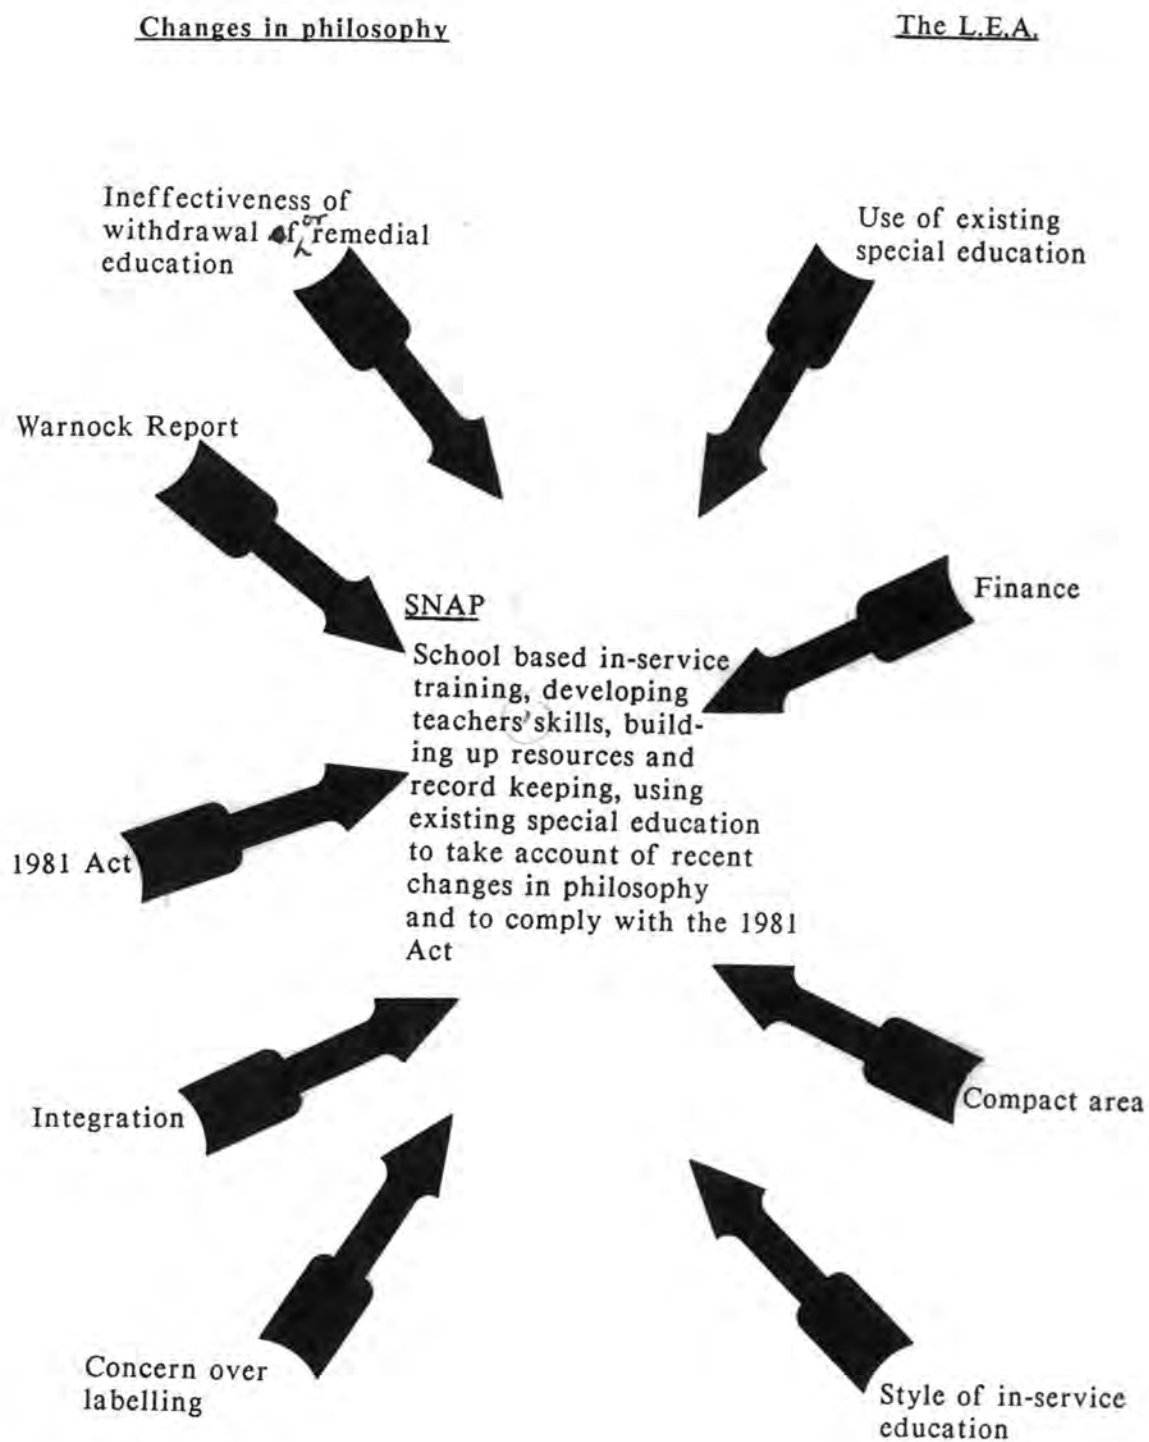 Changes in philosophy
The L.E.A.
Ineffectiveness of
withdrawal of or remedial
education
Use of existing
special education
Warnock Report
Finance
SNAP
School based in-service
training, developing
teachers' skills, build-
ing up resources and
record keeping, using
existing special education
to take account of recent
changes in philosophy
and to comply with the 1981
Act
1981 Act
Integration
Compact area
Concern over
labelling
Style of in-service
education